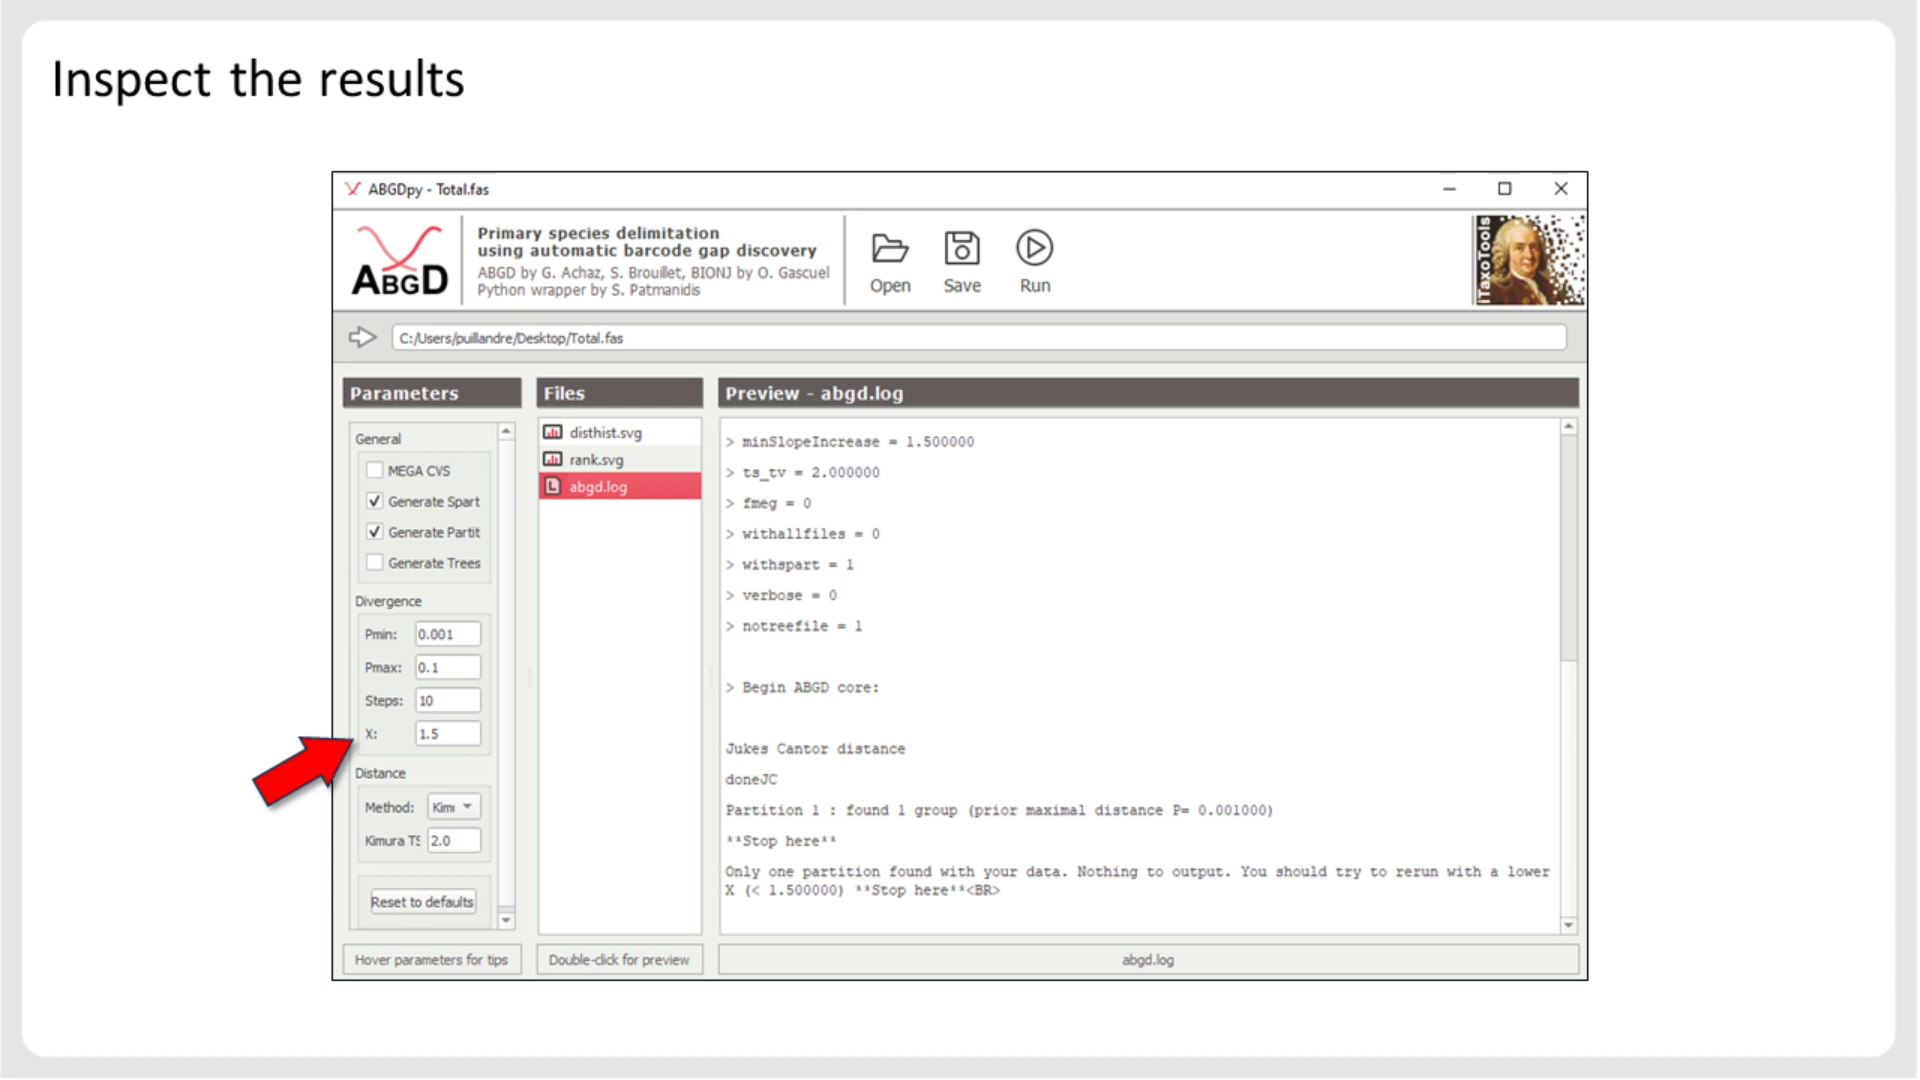 Inspect the results
ABGDpy - Total.fas
ABGD
Primary species delimitation
using automatic barcode gap discovery
ABGD by G. Achaz, S. Brouillet, BIONJ by O. Gascuel
Python wrapper by S. Patmanidis
Open
Save
Run
iTaxoTools
C:/Users/puillandre/Desktop/Total.fas
Parameters
General
MEGA CVS
Generate Spart
Generate Partit
Generate Trees
Divergence
Pmin: 0.001
Pmax: 0.1
Steps: 10
X: 1.5
Distance
Method: Kim
Kimura TS 2.0
Reset to defaults
Hover parameters for tips
Files
disthist.svg
rank.svg
abgd.log
Double-click for preview
Preview - abgd.log
> minSlopeIncrease = 1.500000
> ts_tv = 2.000000
> fmeg = 0
> withallfiles = 0
> withspart = 1
> verbose = 0
> notreefile = 1
> Begin ABGD core:
Jukes Cantor distance
doneJC
Partition 1 : found 1 group (prior maximal distance P= 0.001000)
**Stop here**
Only one partition found with your data. Nothing to output. You should try to rerun with a lower
X (< 1.500000) **Stop here**<BR>
abgd.log